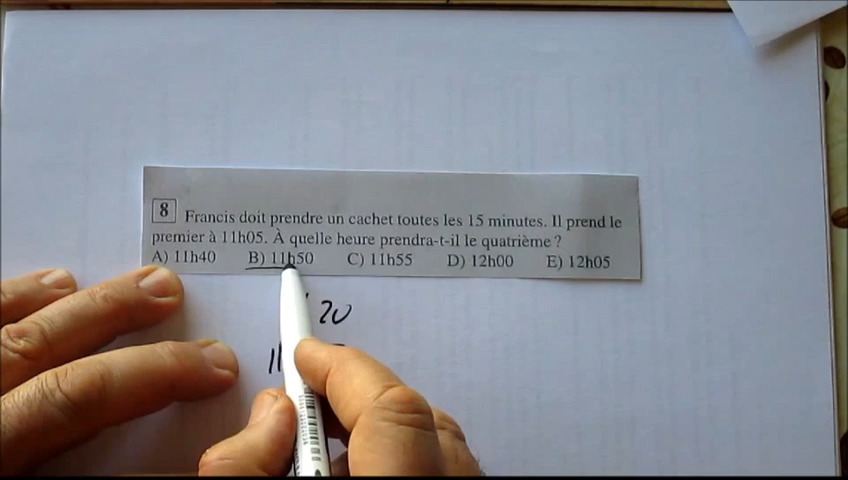 8 Francis doit prendre un cachet toutes les 15 minutes. Il prend le
premier à 11h05. À quelle heure prendra-t-il le quatrième ?
A) 11h40 B) 11h50 C) 11h55 D) 12h00 E) 12h05
20